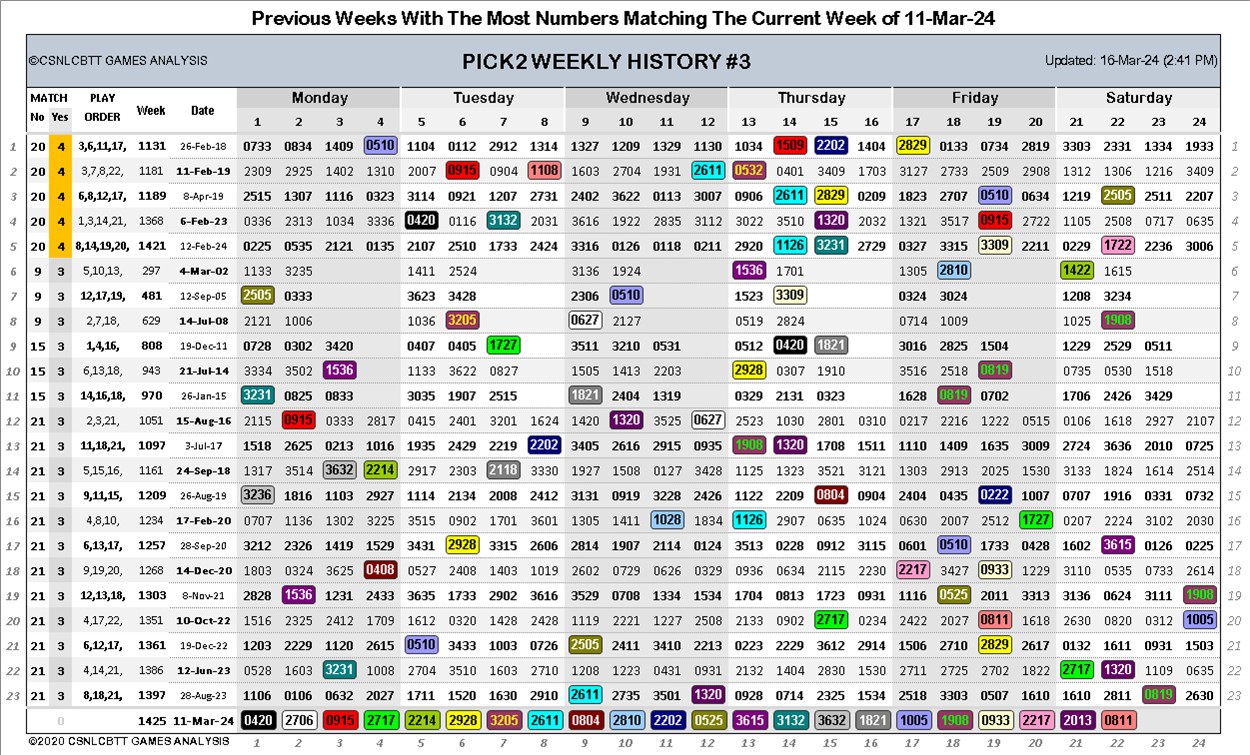 Previous Weeks With The Most Numbers Matching The Current Week of 11-Mar-24
©CSNLCBTT GAMES ANALYSIS PICK2 WEEKLY HISTORY #3 Updated: 16-Mar-24 (2:41 PM)
MATCH PLAY Week Date Monday Tuesday Wednesday Thursday Friday Saturday
No Yes ORDER 1 2 3 4 5 6 7 8 9 10 11 12 13 14 15 16 17 18 19 20 21 22 23 24
1 20 4 3,6,11,17, 1131 26-Feb-18 0733 0834 1409 0510 1104 0112 2912 1314 1327 1209 1329 1130 1034 1509 2202 1404 2829 0133 0734 2819 3303 2331 1334 1933 1
2 20 4 3,7,8,22, 1181 11-Feb-19 2309 2925 1402 1310 2007 0915 0904 1108 1603 2704 1931 2611 0532 0401 3409 1703 3127 2733 2509 2908 1312 1306 1216 3409 2
3 20 4 6,8,12,17, 1189 8-Apr-19 2515 1307 1116 0323 3114 0921 1207 2731 2402 3622 0113 3007 0906 2611 2829 0209 1823 2707 0510 0634 1219 2505 2511 2207 3
4 20 4 1,3,14,21, 1368 6-Feb-23 0336 2132 1034 3336 0420 0116 3132 2031 3616 1922 2835 3112 3022 3510 1320 2032 1321 3517 0915 2722 1105 2508 0717 0635 4
5 20 4 8,14,19,20, 1421 12-Feb-24 0225 0535 2121 0135 2107 2510 1733 2424 3316 0126 0118 0211 2920 1126 3231 2729 0327 3315 3309 2211 0229 1722 2236 3006 5
6 9 3 5,10,13, 297 4-Mar-02 1133 3235 1411 2524 3136 1924 1536 1701 1305 2810 1422 1615 6
7 9 3 12,17,19, 481 12-Sep-05 2505 0333 3623 3428 2306 0510 1523 3309 0324 3024 1208 3234 7
8 9 3 2,7,18, 629 14-Jul-08 2121 1006 1036 3205 0627 2127 0519 2824 0714 1009 1025 1908 8
9 15 3 1,4,16, 808 19-Dec-11 0728 0302 3420 0407 0405 1727 3511 3210 0531 0512 0420 1821 3016 2825 1504 1229 2529 0511 9
10 15 3 6,13,18, 943 21-Jul-14 3334 3502 1536 1133 3622 0827 1505 1413 2203 2928 0307 1910 3516 2518 0819 0735 0530 1518 10
11 15 3 14,16,18, 970 26-Jan-15 3231 0825 0833 3035 1907 2515 1821 2404 1319 0329 2131 0323 1628 0819 0702 1706 2426 3429 11
12 21 3 2,3,21, 1051 15-Aug-16 2115 0915 0333 2817 0415 2401 3201 1624 1420 1320 3525 0627 2523 1030 2801 0310 0217 2216 1222 0515 0106 1618 2927 2107 12
13 21 3 11,18,21, 1097 3-Jul-17 1518 2625 0213 1016 1935 2429 2219 2202 3405 2616 2915 0935 1908 1320 1708 1511 1110 1409 1635 3009 2724 3636 2010 0725 13
14 21 3 5,15,16, 1161 24-Sep-18 1317 3514 3632 2214 2917 2303 2118 3330 1927 1508 0127 3428 1125 1323 3521 3121 1303 2913 2025 1530 3133 1824 1614 2514 14
15 21 3 9,11,15, 1209 26-Aug-19 3236 1816 1103 2927 1114 2134 2008 2412 3131 0919 3228 2426 1122 2209 0804 0904 2404 0435 0222 1007 0707 1916 0331 0732 15
16 21 3 4,8,10, 1234 17-Feb-20 0707 1136 1302 3225 3515 0902 1701 3601 1305 1411 1028 1834 1126 2907 0635 1024 0630 2007 2512 1727 0207 2224 3102 2030 16
17 21 3 6,13,17, 1257 28-Sep-20 3212 2326 1419 1529 3431 2928 3315 2606 2814 1907 2114 0124 3513 0228 0912 3115 0601 0510 1733 0428 1602 3615 0126 0225 17
18 21 3 9,19,20, 1268 14-Dec-20 1803 0324 3625 0408 0527 2408 1403 1019 2602 0729 0626 0329 0936 0634 2115 2230 2217 3427 0933 1229 3110 0535 0733 2614 18
19 21 3 12,13,18, 1303 8-Nov-21 2828 1536 1231 2433 3635 1733 2902 3616 3529 0708 1334 1534 1704 0813 1723 0931 1118 0525 2011 3313 3136 0624 3111 1908 19
20 21 3 4,17,22, 1351 10-Oct-22 1516 2325 2412 1709 1612 0320 1428 2428 1119 2221 1227 2508 2133 0902 2717 0234 2422 2027 0811 1618 2630 0820 0312 1005 20
21 21 3 6,12,17, 1361 19-Dec-22 1203 2229 1120 2615 0510 3433 1003 0726 2505 2411 3410 2213 0223 2229 3612 2914 1506 2710 2829 2617 0132 1611 0931 1503 21
22 21 3 4,14,21, 1386 12-Jun-23 0528 1603 3231 1008 2704 3510 1603 2710 1208 1223 0431 0931 2132 1404 2830 1530 2711 2725 2702 1822 2717 1320 1109 0635 22
23 21 3 8,18,21, 1397 28-Aug-23 1106 0106 0632 2027 1711 1520 1630 2910 2611 2735 3501 1320 0928 0714 2325 1534 2518 3303 0507 1610 1610 2811 0819 2630 23
0 1425 11-Mar-24 0420 2706 0915 2717 2214 2928 3205 2611 0804 2810 2202 0525 3615 3132 3632 1821 1005 1908 0933 2217 2013 0811
©2020 CSNLCBTT GAMES ANALYSIS 1 2 3 4 5 6 7 8 9 10 11 12 13 14 15 16 17 18 19 20 21 22 23 24